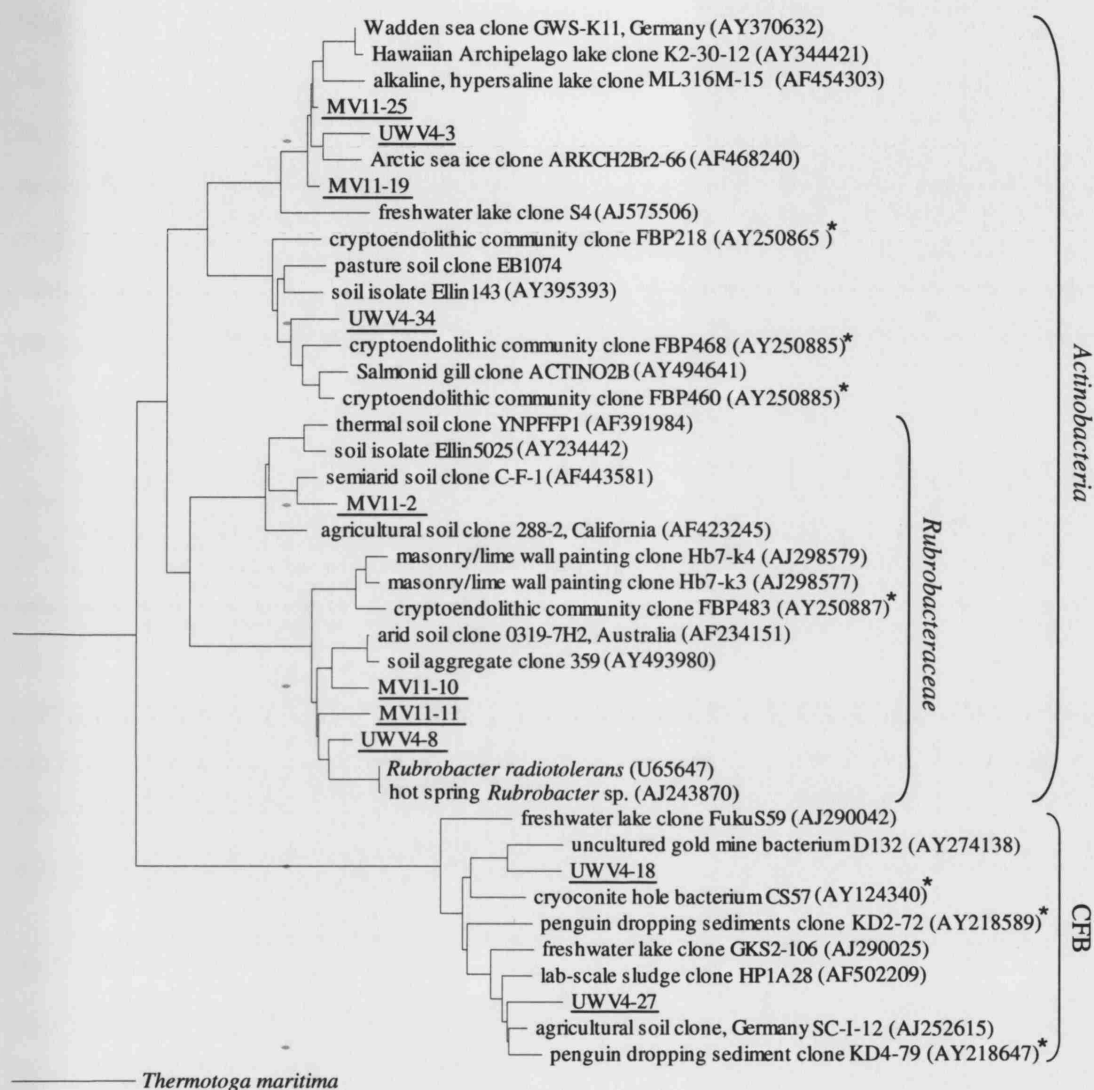 Wadden sea clone GWS-K11, Germany (AY370632)
Hawaiian Archipelago lake clone K2-30-12 (AY344421)
alkaline, hypersaline lake clone ML316M-15 (AF454303)
MV11-25
UWV4-3
Arctic sea ice clone ARKCH2Br2-66 (AF468240)
MV11-19
freshwater lake clone S4 (AJ575506)
cryptoendolithic community clone FBP218 (AY250865 )*
pasture soil clone EB1074
soil isolate Ellin143 (AY395393)
UWV4-34
cryptoendolithic community clone FBP468 (AY250885)*
Salmonid gill clone ACTINO2B (AY494641)
cryptoendolithic community clone FBP460 (AY250885)*
thermal soil clone YNPFFP1 (AF391984)
soil isolate Ellin5025 (AY234442)
semiarid soil clone C-F-1 (AF443581)
MV11-2
agricultural soil clone 288-2, California (AF423245)
masonry/lime wall painting clone Hb7-k4 (AJ298579)
masonry/lime wall painting clone Hb7-k3 (AJ298577)
cryptoendolithic community clone FBP483 (AY250887)*
arid soil clone 0319-7H2, Australia (AF234151)
soil aggregate clone 359 (AY493980)
MV11-10
MV11-11
UWV4-8
Rubrobacter radiotolerans (U65647)
hot spring Rubrobacter sp. (AJ243870)
freshwater lake clone FukuS59 (AJ290042)
uncultured gold mine bacterium D132 (AY274138)
UWV4-18
cryoconite hole bacterium CS57 (AY124340)*
penguin dropping sediments clone KD2-72 (AY218589)*
freshwater lake clone GKS2-106 (AJ290025)
lab-scale sludge clone HP1A28 (AF502209)
UWV4-27
agricultural soil clone, Germany SC-I-12 (AJ252615)
penguin dropping sediment clone KD4-79 (AY218647)*
Thermotoga maritima
Rubrobacteraceae
Actinobacteria
CFB